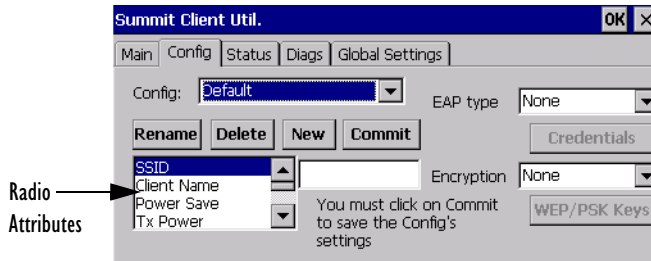 Summit Client Util. OK ×
Main Config Status Diags Global Settings
Config: Default
EAP type None
Rename Delete New Commit
Credentials
SSID
Client Name
Power Save
Tx Power
Encryption None
You must click on Commit
to save the Config's
settings
WEP/PSK Keys
Radio
Attributes